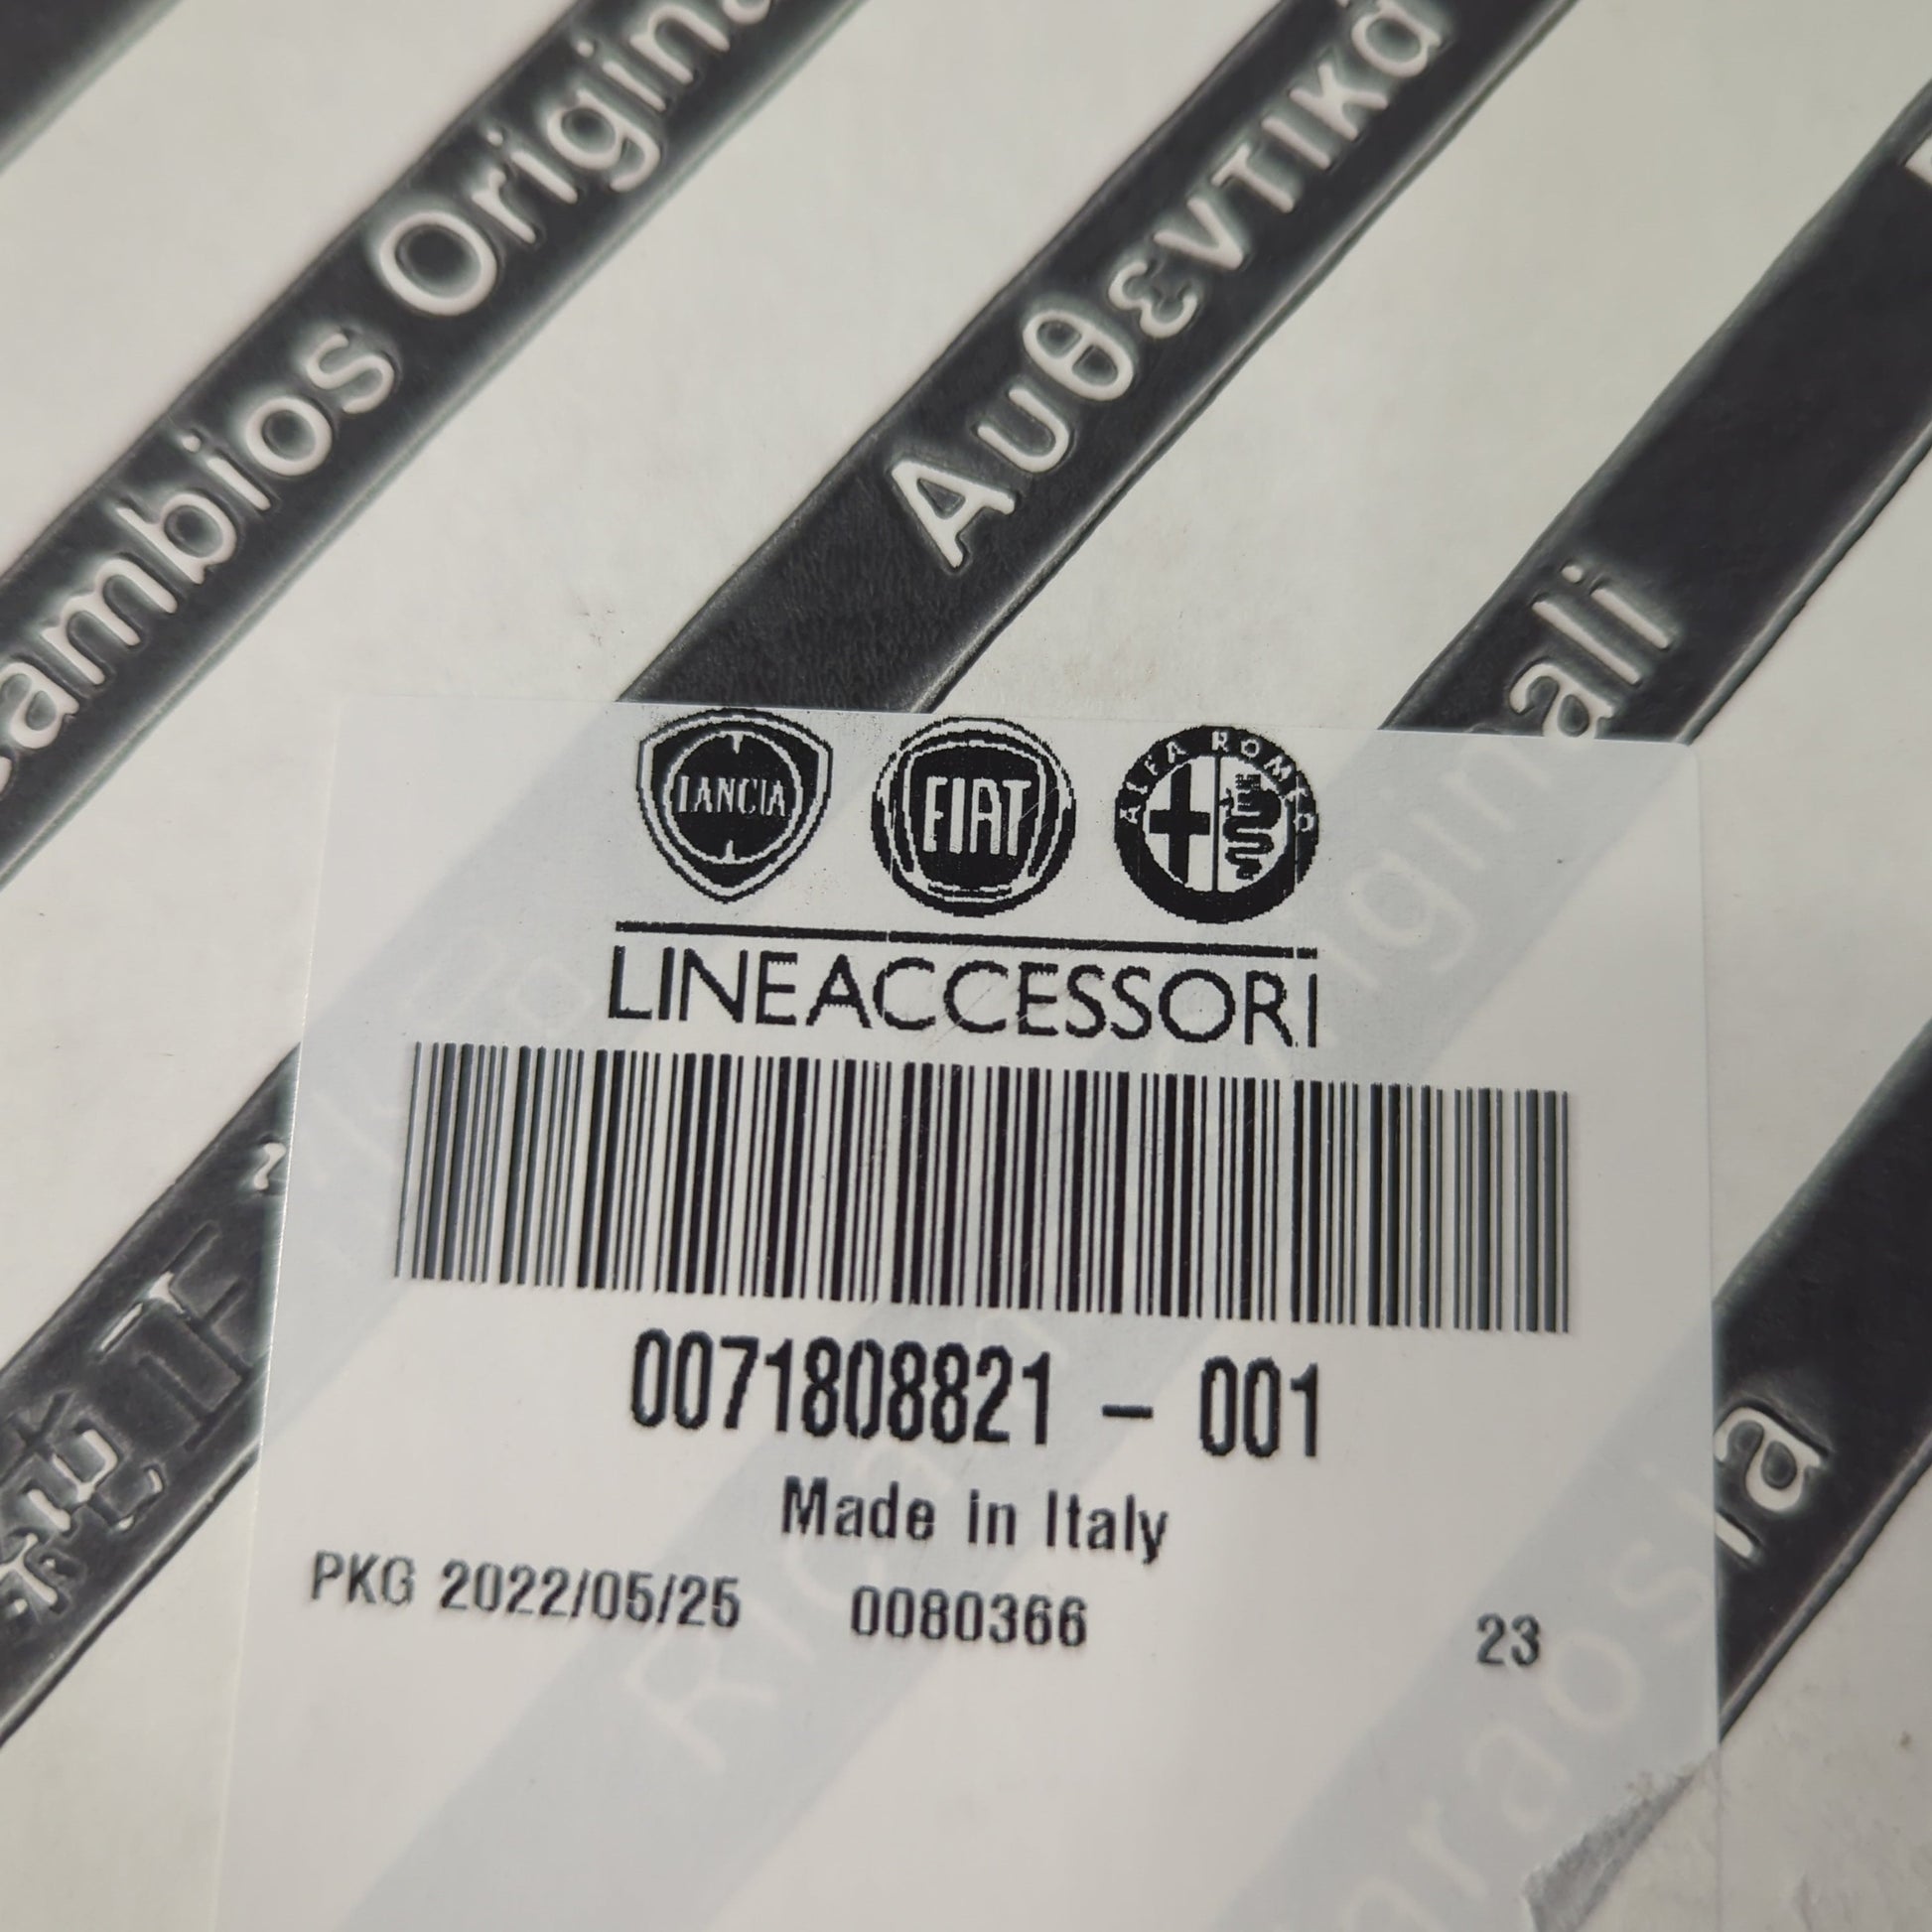 cambios Origina
Αυθεντικά
ali
LANCIA
FIAT
ALFA ROMEO
LINEACCESSORI
0071808821 - 001
Made in Italy
PKG 2022/05/25 0080366 23